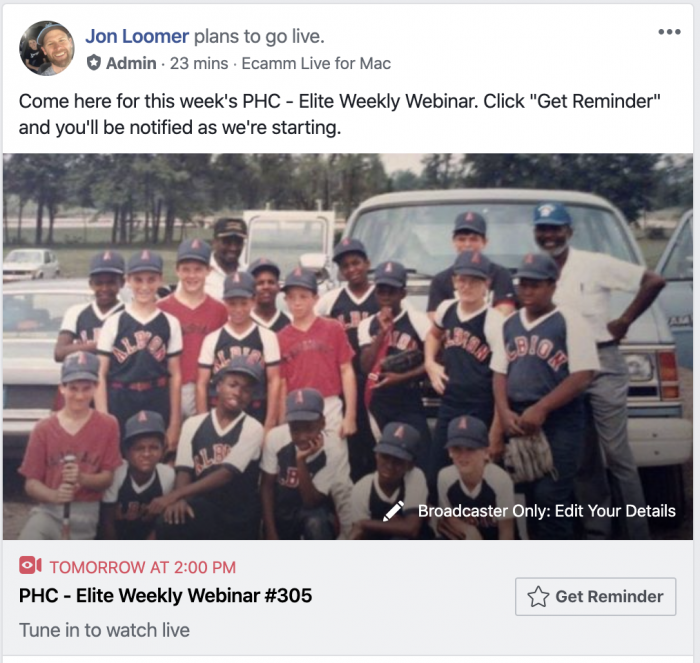 Jon Loomer plans to go live.
Admin · 23 mins · Ecamm Live for Mac
Come here for this week's PHC - Elite Weekly Webinar. Click "Get Reminder"
and you'll be notified as we're starting.
ALBION
ALBION
ALBION
ALBION
Broadcaster Only: Edit Your Details
TOMORROW AT 2:00 PM
PHC - Elite Weekly Webinar #305
Get Reminder
Tune in to watch live